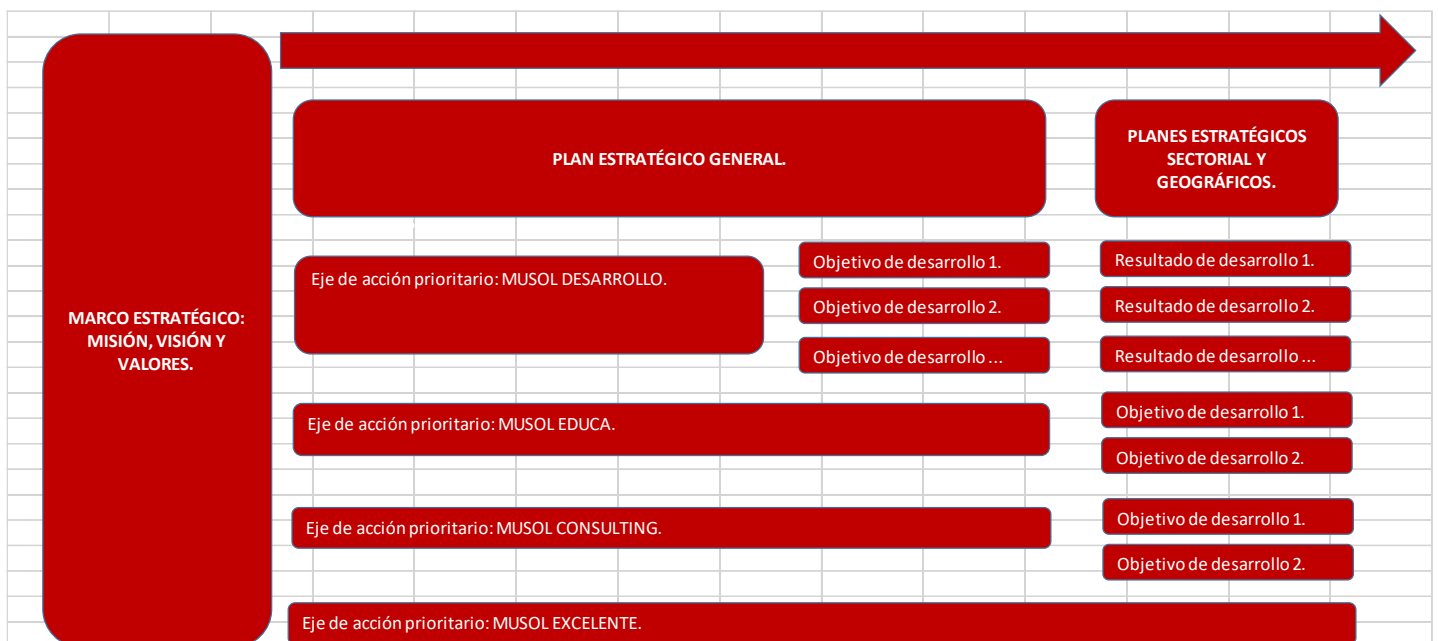 MARCO ESTRATÉGICO:
MISIÓN, VISIÓN Y
VALORES.
PLAN ESTRATÉGICO GENERAL.
PLANES ESTRATÉGICOS
SECTORIAL Y
GEOGRÁFICOS.
Eje de acción prioritario: MUSOL DESARROLLO.
Objetivo de desarrollo 1.
Resultado de desarrollo 1.
Objetivo de desarrollo 2.
Resultado de desarrollo 2.
Objetivo de desarrollo ...
Resultado de desarrollo ...
Eje de acción prioritario: MUSOL EDUCA.
Objetivo de desarrollo 1.
Objetivo de desarrollo 2.
Eje de acción prioritario: MUSOL CONSULTING.
Objetivo de desarrollo 1.
Objetivo de desarrollo 2.
Eje de acción prioritario: MUSOL EXCELENTE.